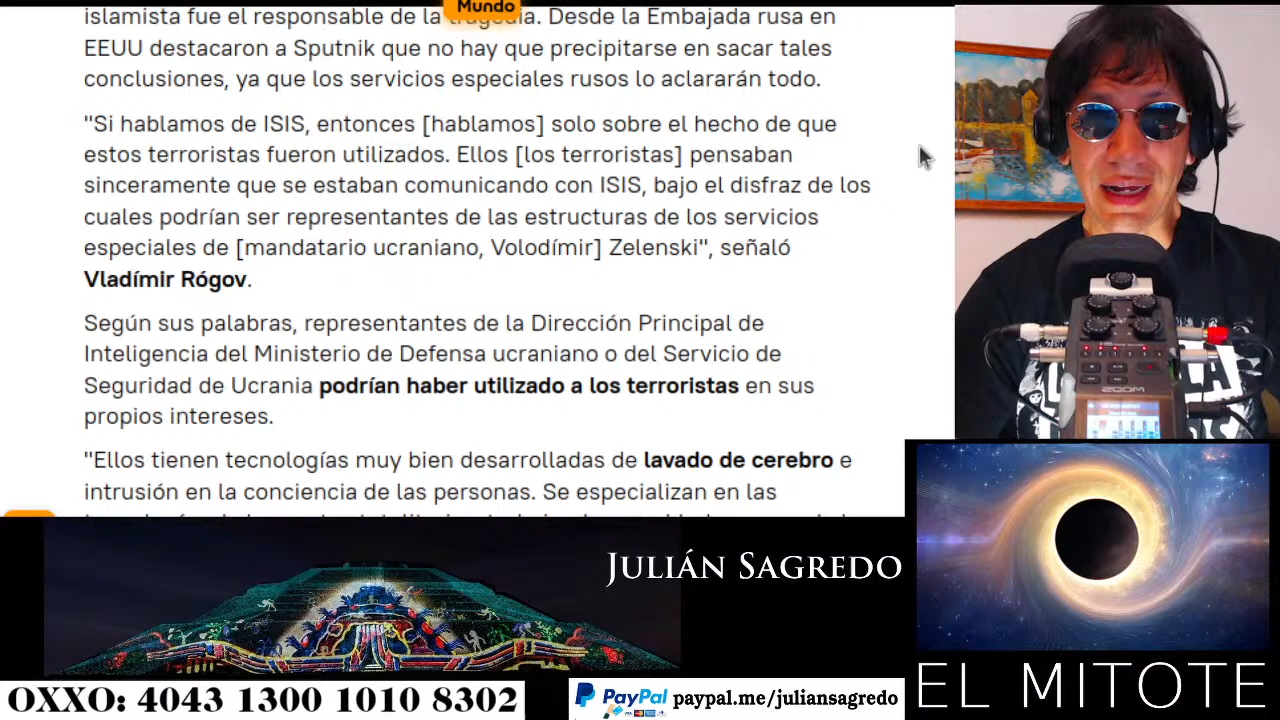 Mundo
islamista fue el responsable de la tragedia. Desde la Embajada rusa en
EEUU destacaron a Sputnik que no hay que precipitarse en sacar tales
conclusiones, ya que los servicios especiales rusos lo aclararán todo.
"Si hablamos de ISIS, entonces [hablamos] solo sobre el hecho de que
estos terroristas fueron utilizados. Ellos [los terroristas] pensaban
sinceramente que se estaban comunicando con ISIS, bajo el disfraz de los
cuales podrían ser representantes de las estructuras de los servicios
especiales de [mandatario ucraniano, Volodímir] Zelenski", señaló
Vladímir Rógov.
Según sus palabras, representantes de la Dirección Principal de
Inteligencia del Ministerio de Defensa ucraniano o del Servicio de
Seguridad de Ucrania podrían haber utilizado a los terroristas en sus
propios intereses.
"Ellos tienen tecnologías muy bien desarrolladas de lavado de cerebro e
intrusión en la conciencia de las personas. Se especializan en las
zoom
JULIÁN SAGREDO
OXXO: 4043 1300 1010 8302
PayPal paypal.me/juliansagredo
EL MITOTE